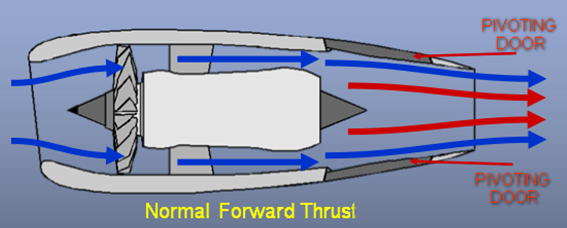 PIVOTING
DOOR
PIVOTING
DOOR
Normal Forward Thrust